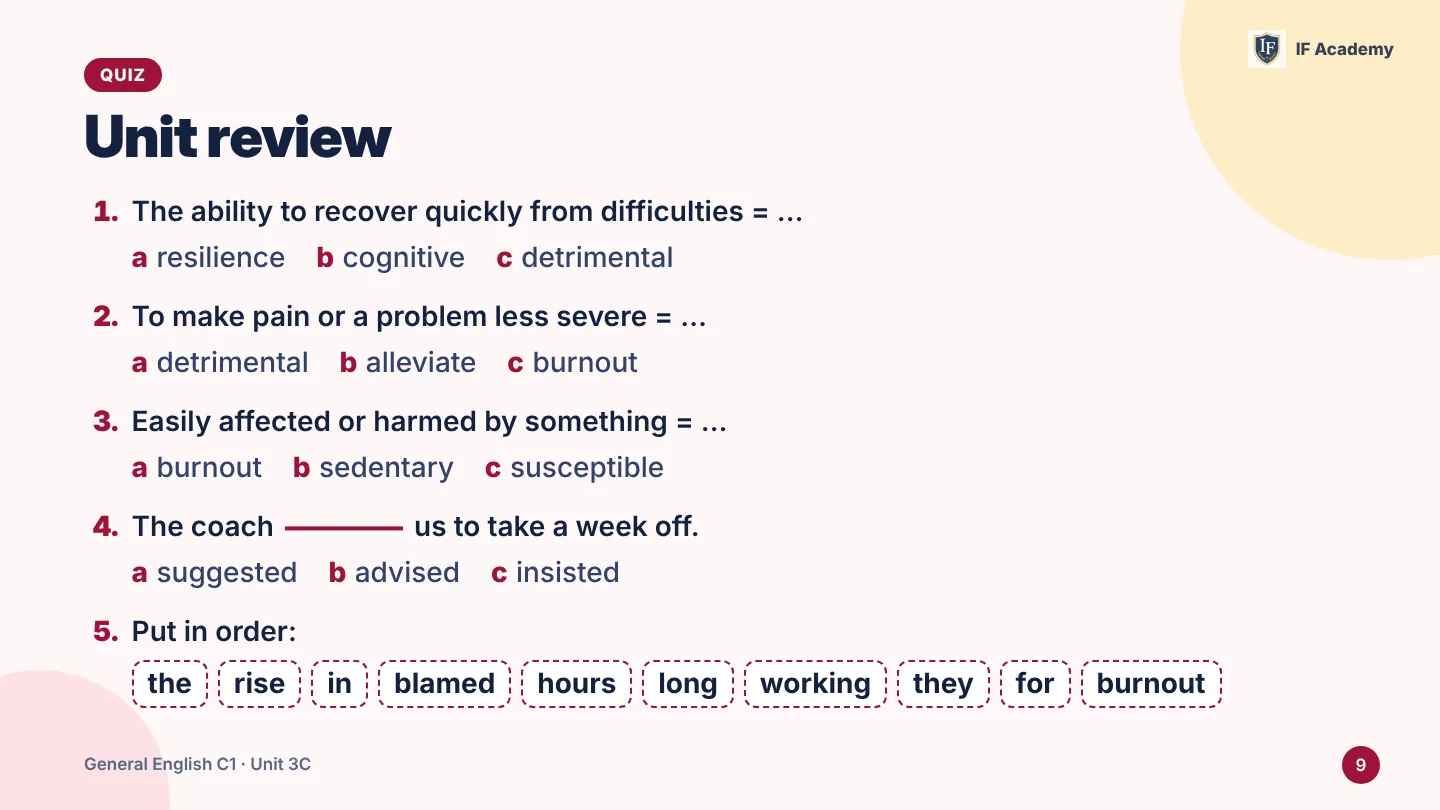 IF
IF Academy
QUIZ
Unit review
1. The ability to recover quickly from difficulties = ...
a resilience b cognitive c detrimental
2. To make pain or a problem less severe = ...
a detrimental b alleviate c burnout
3. Easily affected or harmed by something = ...
a burnout b sedentary c susceptible
4. The coach ______ us to take a week off.
a suggested b advised c insisted
5. Put in order:
the rise in blamed hours long working they for burnout
General English C1 · Unit 3C
9